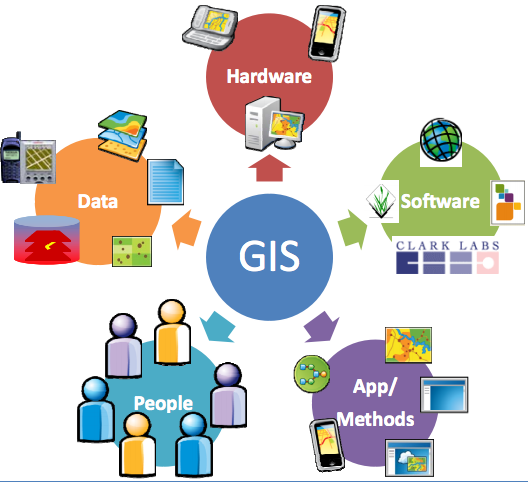 Hardware
Data
Software
CLARK LABS
GIS
People
App/
Methods